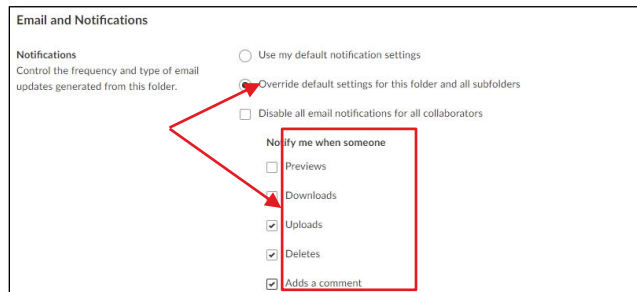 Email and Notifications
Notifications
Control the frequency and type of email
updates generated from this folder.
Use my default notification settings
Override default settings for this folder and all subfolders
Disable all email notifications for all collaborators
Notify me when someone
Previews
Downloads
Uploads
Deletes
Adds a comment